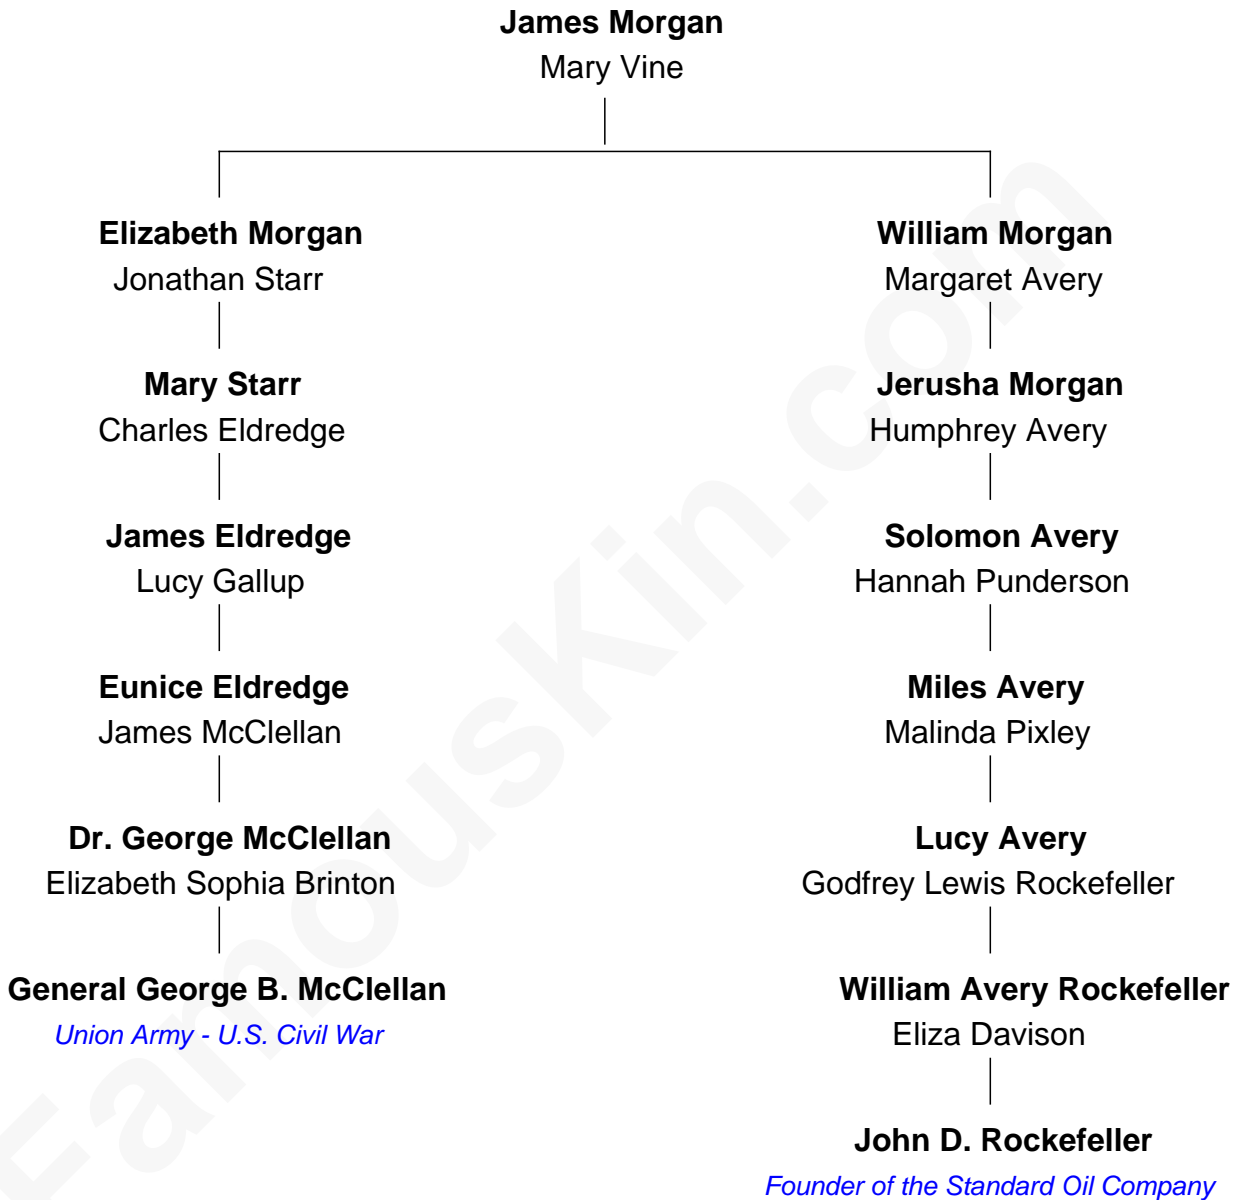 James Morgan
Mary Vine
Elizabeth Morgan
Jonathan Starr
William Morgan
Margaret Avery
Mary Starr
Charles Eldredge
Jerusha Morgan
Humphrey Avery
James Eldredge
Lucy Gallup
Solomon Avery
Hannah Punderson
Eunice Eldredge
James McClellan
Miles Avery
Malinda Pixley
Dr. George McClellan
Elizabeth Sophia Brinton
Lucy Avery
Godfrey Lewis Rockefeller
General George B. McClellan
Union Army - U.S. Civil War
William Avery Rockefeller
Eliza Davison
John D. Rockefeller
Founder of the Standard Oil Company
FamousKin.com